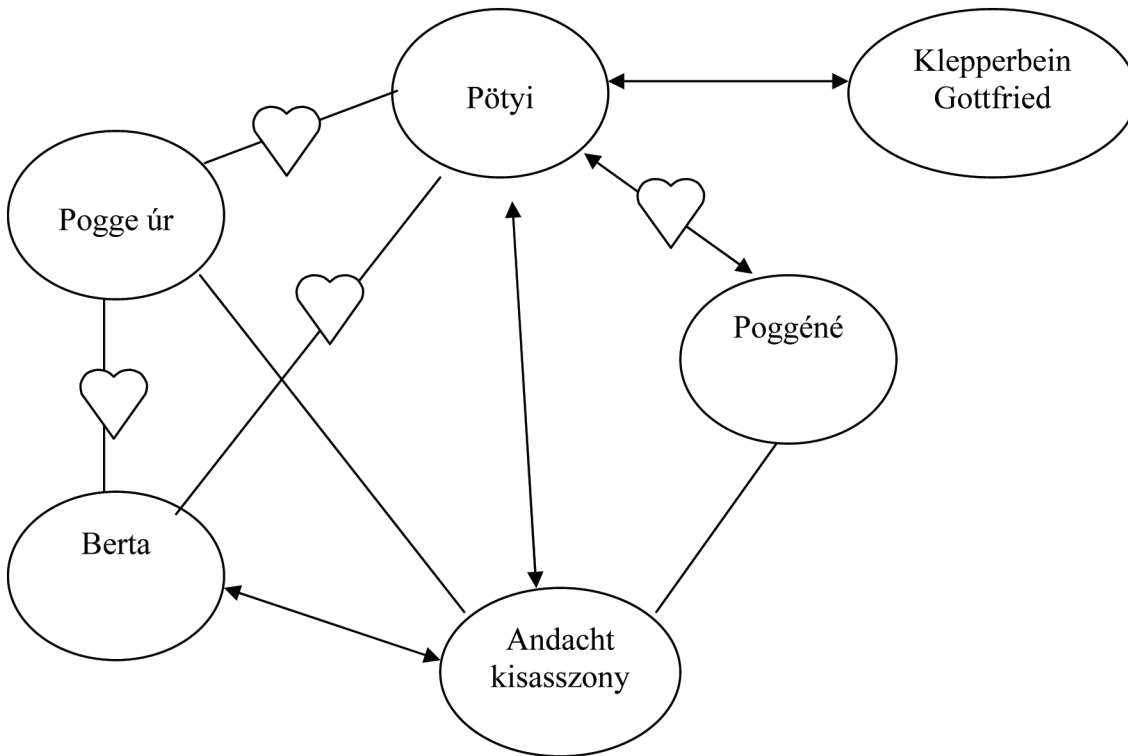 Pötyi
Klepperbein
Gottfried
Pogge úr
Poggéné
Berta
Andacht
kisasszony